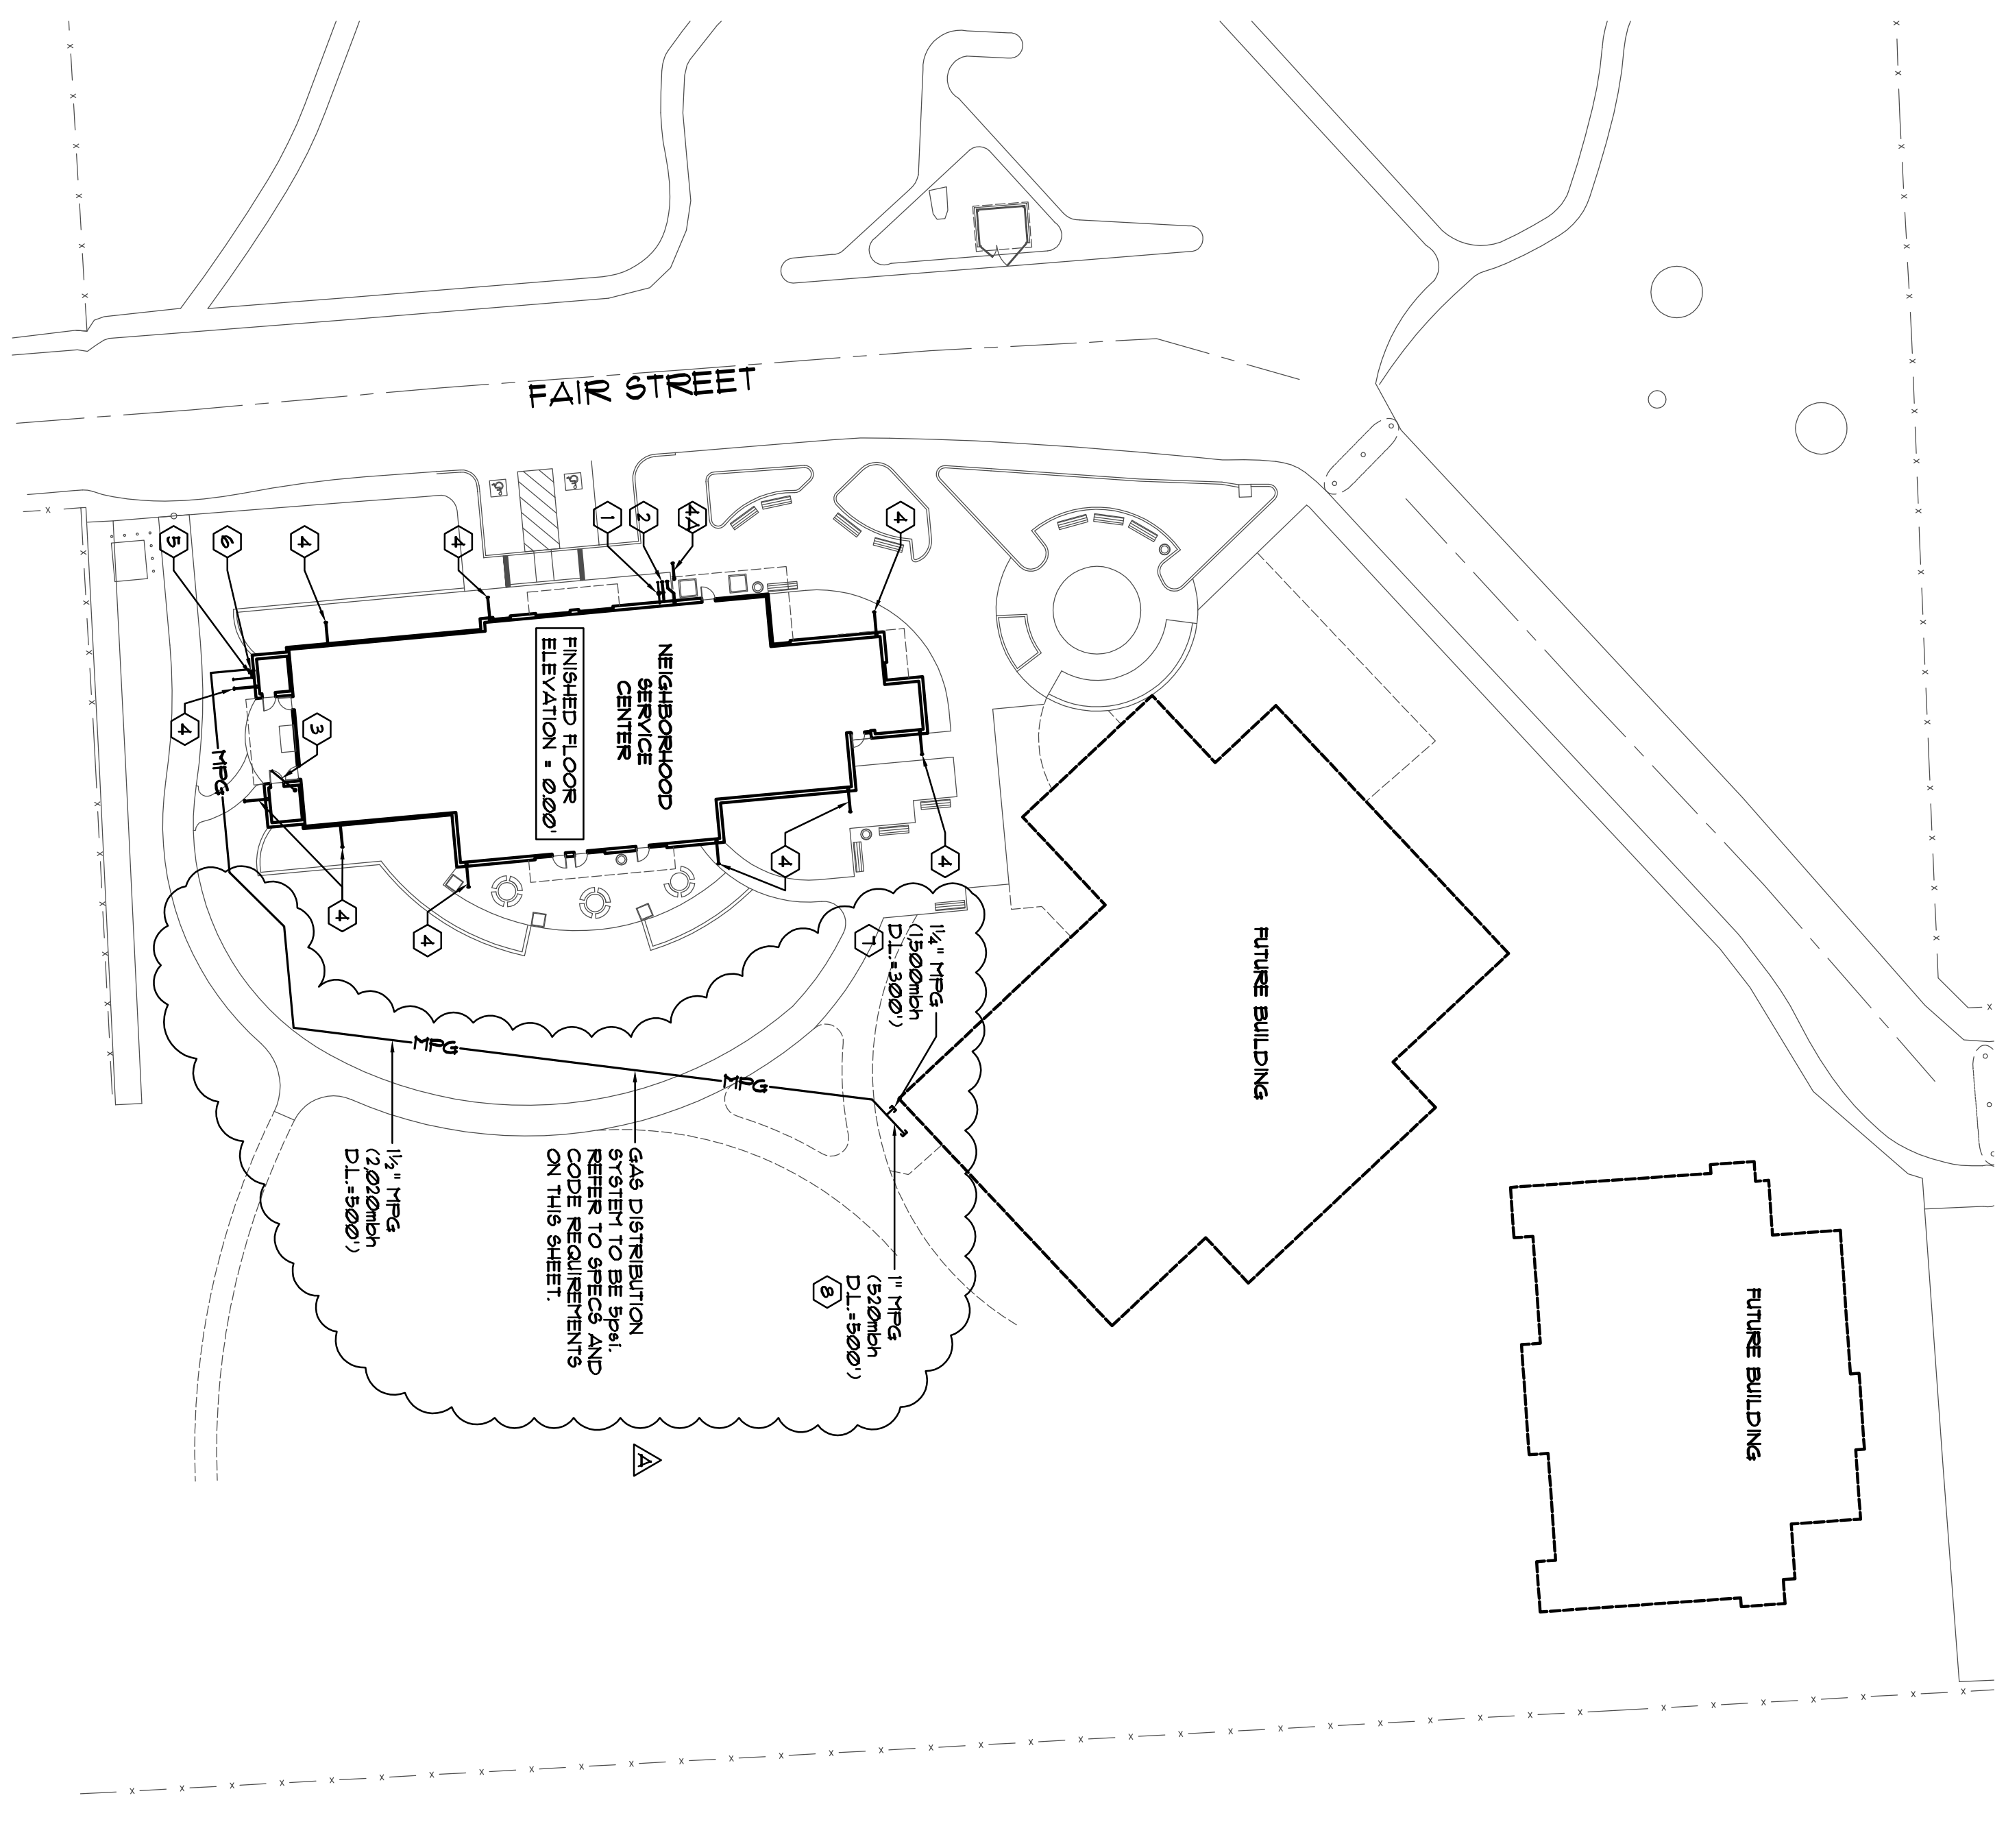 FAIR STREET
5
6
4
4
1
2
4A
4
NEIGHBORHOOD
SERVICE
CENTER
FINISHED FLOOR
ELEVATION = 0.00'
4
3
MPG
4
4
4
4
7
1¼" MPG
(1,500mbh
D.L.=300')
FUTURE BUILDING
MPG
MPG
1½" MPG
(2,020mbh
D.L.=500')
GAS DISTRIBUTION
SYSTEM TO BE 5psi.
REFER TO SPECS AND
CODE REQUIREMENTS
ON THIS SHEET.
8
1" MPG
(520mbh
D.L.=500')
FUTURE BUILDING
A